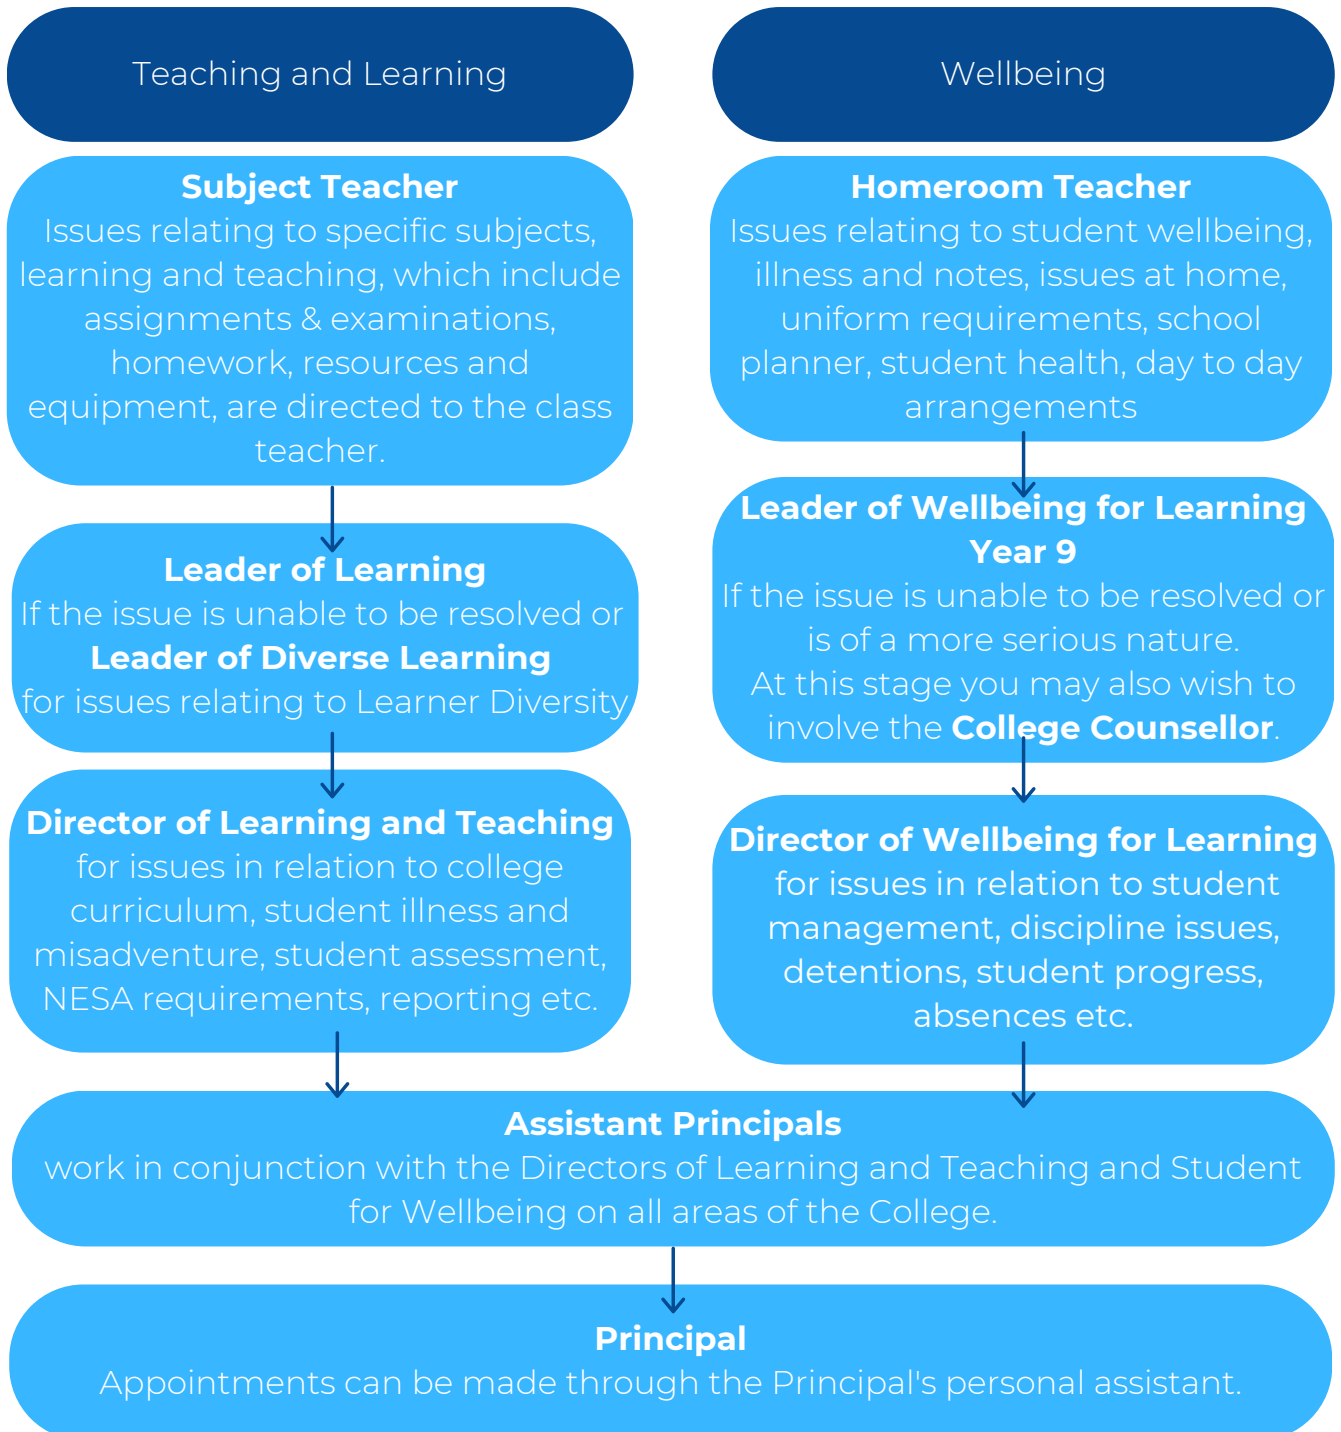 Teaching and Learning
Subject Teacher
Issues relating to specific subjects,
learning and teaching, which include
assignments & examinations,
homework, resources and
equipment, are directed to the class
teacher.
Leader of Learning
If the issue is unable to be resolved or
Leader of Diverse Learning
for issues relating to Learner Diversity
Director of Learning and Teaching
for issues in relation to college
curriculum, student illness and
misadventure, student assessment,
NESA requirements, reporting etc.
Wellbeing
Homeroom Teacher
Issues relating to student wellbeing,
illness and notes, issues at home,
uniform requirements, school
planner, student health, day to day
arrangements
Leader of Wellbeing for Learning
Year 9
If the issue is unable to be resolved or
is of a more serious nature.
At this stage you may also wish to
involve the College Counsellor.
Director of Wellbeing for Learning
for issues in relation to student
management, discipline issues,
detentions, student progress,
absences etc.
Assistant Principals
work in conjunction with the Directors of Learning and Teaching and Student
for Wellbeing on all areas of the College.
Principal
Appointments can be made through the Principal's personal assistant.